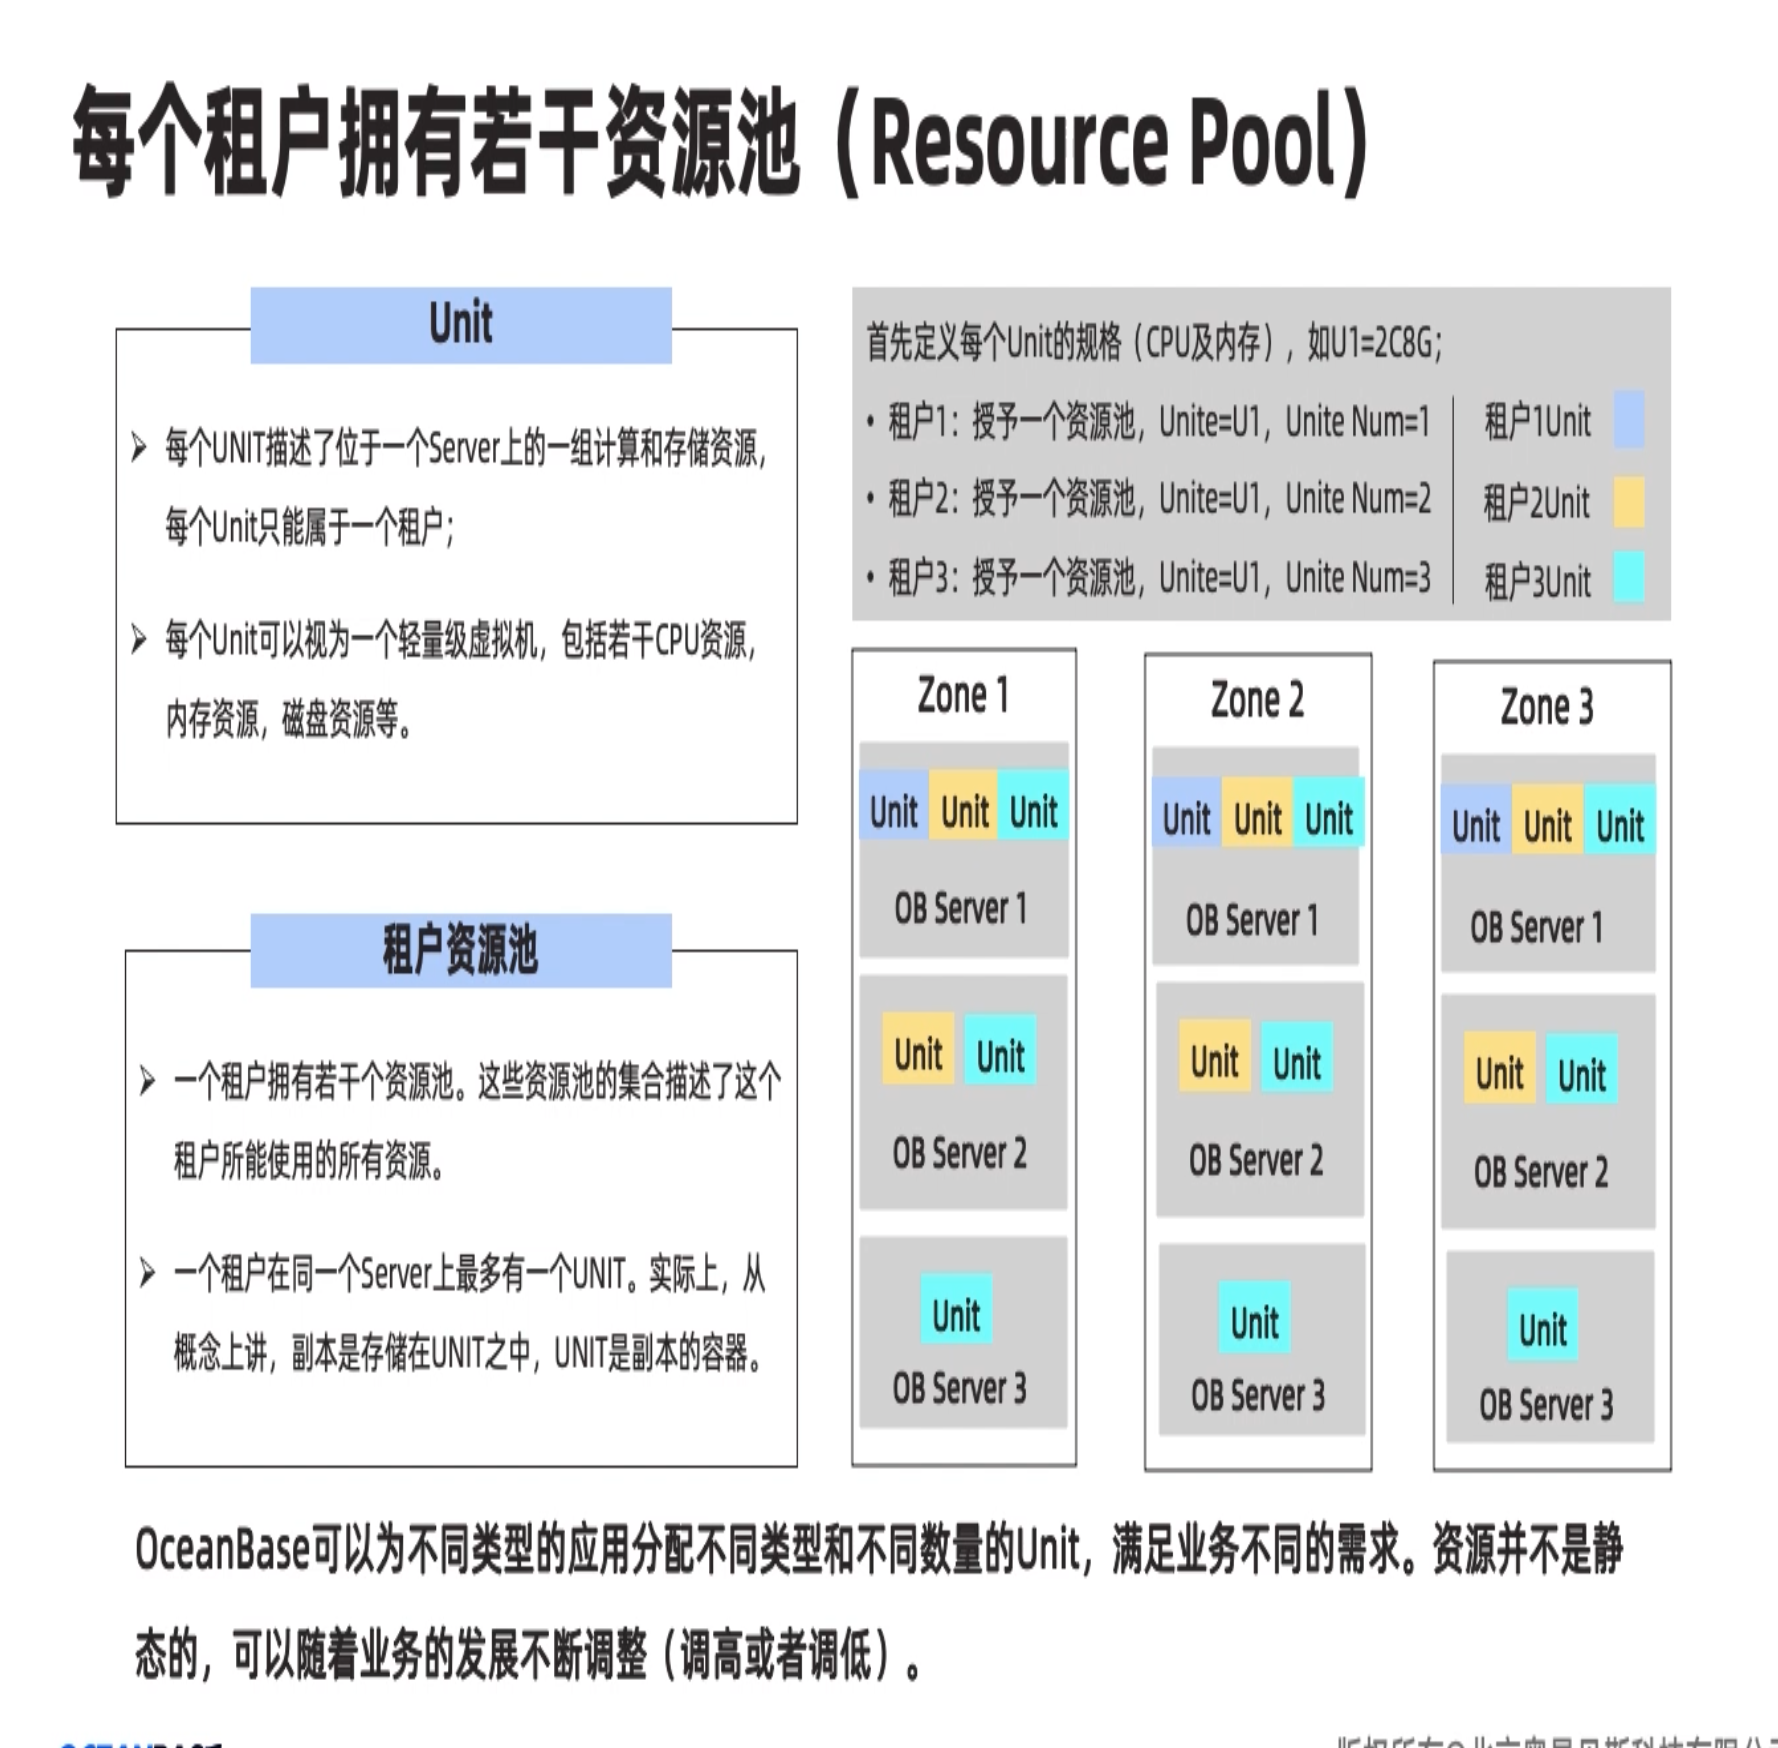 每个租户拥有若干资源池（Resource Pool）
Unit
每个UNIT描述了位于一个Server上的一组计算和存储资源，
每个Unit只能属于一个租户；
每个Unit可以视为一个轻量级虚拟机，包括若干CPU资源，
内存资源，磁盘资源等。
租户资源池
一个租户拥有若干个资源池。这些资源池的集合描述了这个
租户所能使用的所有资源。
一个租户在同一个Server上最多有一个UNIT。实际上，从
概念上讲，副本是存储在UNIT之中，UNIT是副本的容器。
首先定义每个Unit的规格（CPU及内存），如U1=2C8G；
• 租户1：授予一个资源池，Unite=U1，Unite Num=1
• 租户2：授予一个资源池，Unite=U1，Unite Num=2
• 租户3：授予一个资源池，Unite=U1，Unite Num=3
租户1Unit
租户2Unit
租户3Unit
Zone 1
Unit Unit Unit
OB Server 1
Unit Unit
OB Server 2
Unit
OB Server 3
Zone 2
Unit Unit Unit
OB Server 1
Unit Unit
OB Server 2
Unit
OB Server 3
Zone 3
Unit Unit Unit
OB Server 1
Unit Unit
OB Server 2
Unit
OB Server 3
OceanBase可以为不同类型的应用分配不同类型和不同数量的Unit，满足业务不同的需求。资源并不是静
态的，可以随着业务的发展不断调整（调高或者调低）。
OCEANBASE